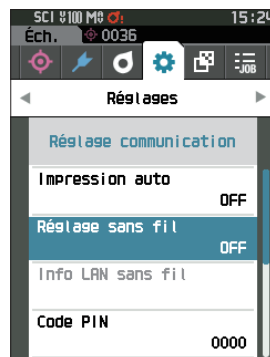 SCI 100 M 15:24
Éch. 0036
JOB
Réglages
Réglage communication
Impression auto
OFF
Réglage sans fil
OFF
Info LAN sans fil
Code PIN
0000